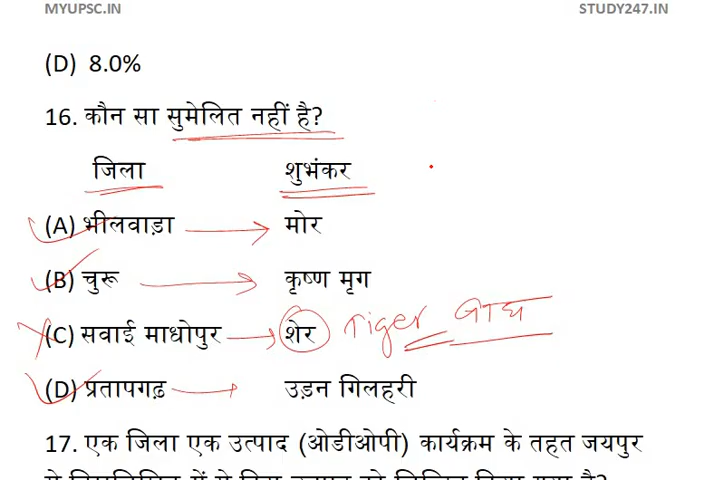 MYUPSC.IN STUDY247.IN
(D) 8.0%
16. कौन सा सुमेलित नहीं है?
जिला शुभंकर
(A) भीलवाड़ा मोर
(B) चुरू कृष्ण मृग
(C) सवाई माधोपुर शेर Tiger बाघ
(D) प्रतापगढ़ उड़न गिलहरी
17. एक जिला एक उत्पाद (ओडीओपी) कार्यक्रम के तहत जयपुर